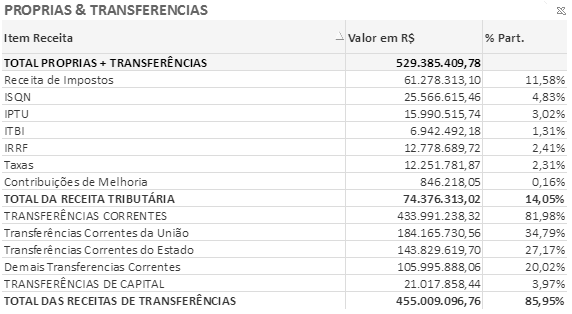 PROPRIAS & TRANSFERENCIAS
Item Receita Valor em R$ % Part.
TOTAL PROPRIAS + TRANSFERÊNCIAS 529.385.409,78
Receita de Impostos 61.278.313,10 11,58%
ISQN 25.566.615,46 4,83%
IPTU 15.990.515,74 3,02%
ITBI 6.942.492,18 1,31%
IRRF 12.778.689,72 2,41%
Taxas 12.251.781,87 2,31%
Contribuições de Melhoria 846.218,05 0,16%
TOTAL DA RECEITA TRIBUTÁRIA 74.376.313,02 14,05%
TRANSFERÊNCIAS CORRENTES 433.991.238,32 81,98%
Transferências Correntes da União 184.165.730,56 34,79%
Transferências Correntes do Estado 143.829.619,70 27,17%
Demais Transferencias Correntes 105.995.888,06 20,02%
TRANSFERÊNCIAS DE CAPITAL 21.017.858,44 3,97%
TOTAL DAS RECEITAS DE TRANSFERÊNCIAS 455.009.096,76 85,95%